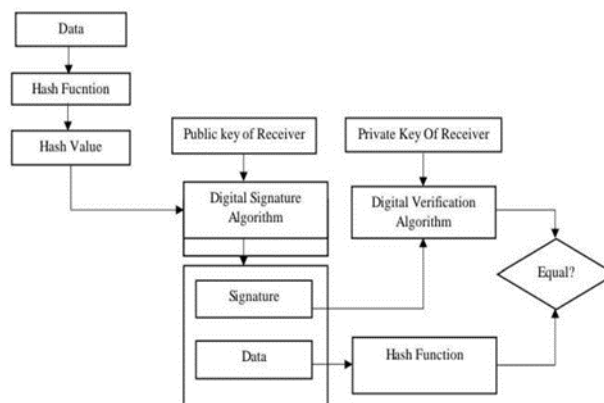 Data
Hash Fucntion
Hash Value
Public key of Receiver
Private Key Of Receiver
Digital Signature
Algorithm
Digital Verification
Algorithm
Equal?
Signature
Data
Hash Function